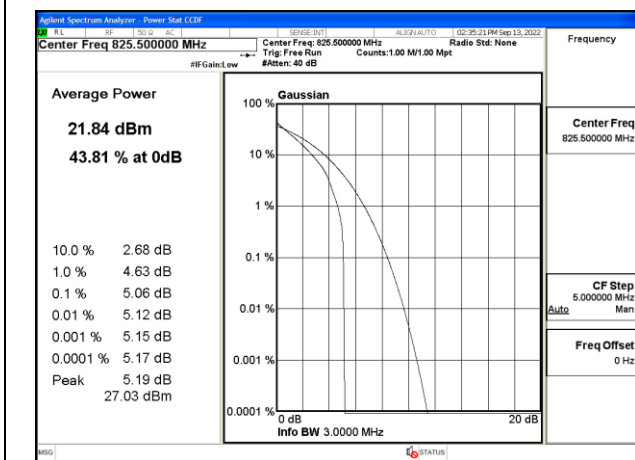 Agilent Spectrum Analyzer - Power Stat CCDF
RL RF 50 Ω AC SENSE:INT ALIGN AUTO 02:35:21 PM Sep 13, 2022
Center Freq 825.500000 MHz
Center Freq: 825.500000 MHz Radio Std: None
Trig: Free Run Counts:1.00 M/1.00 Mpt
#IFGain:Low #Atten: 40 dB
Frequency
Average Power
21.84 dBm
43.81 % at 0dB
10.0 % 2.68 dB
1.0 % 4.63 dB
0.1 % 5.06 dB
0.01 % 5.12 dB
0.001 % 5.15 dB
0.0001 % 5.17 dB
Peak 5.19 dB
27.03 dBm
Gaussian
100 %
10 %
1 %
0.1 %
0.01 %
0.001 %
0.0001 %
0 dB 20 dB
Info BW 3.0000 MHz
Center Freq
825.500000 MHz
CF Step
5.000000 MHz
Auto Man
Freq Offset
0 Hz
MSG STATUS